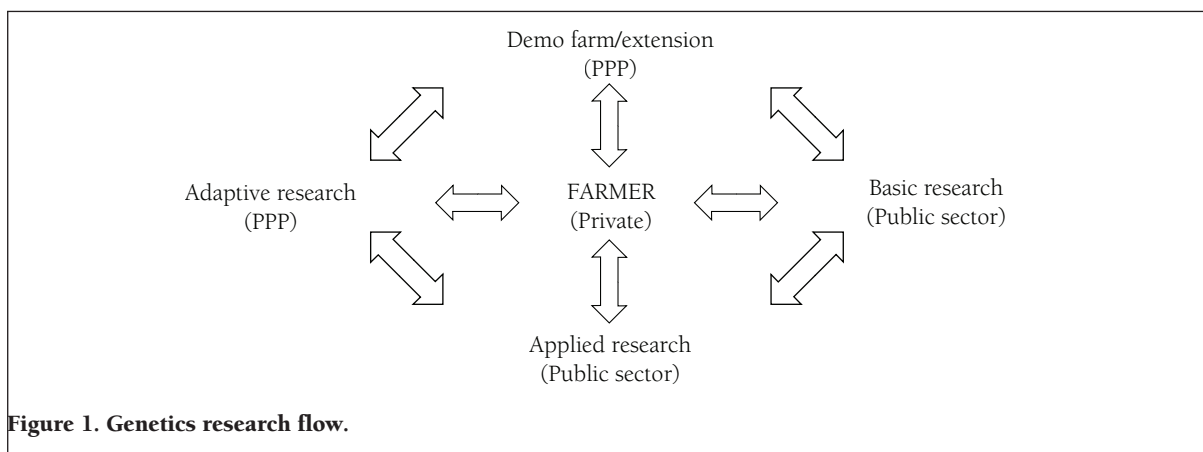 Demo farm/extension
(PPP)
Adaptive research
(PPP)
FARMER
(Private)
Basic research
(Public sector)
Applied research
(Public sector)
Figure 1. Genetics research flow.